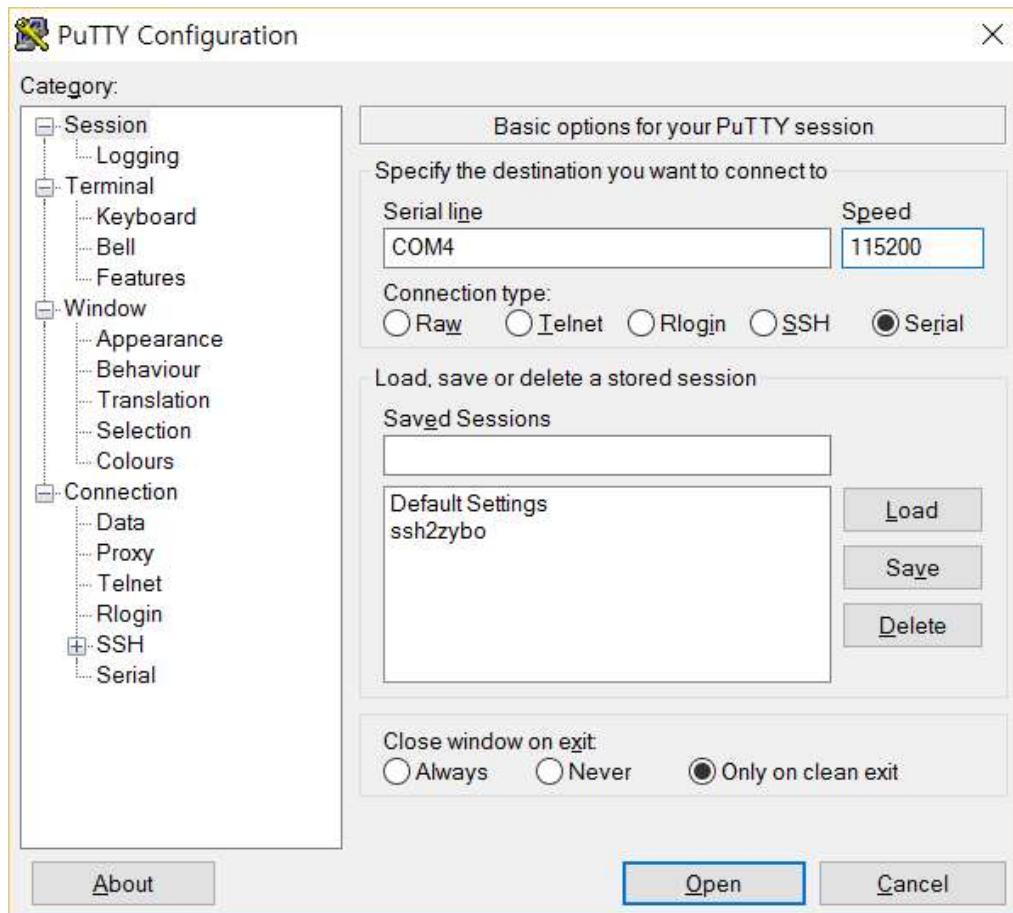 PuTTY Configuration
Category:
Session
Logging
Terminal
Keyboard
Bell
Features
Window
Appearance
Behaviour
Translation
Selection
Colours
Connection
Data
Proxy
Telnet
Rlogin
SSH
Serial
Basic options for your PuTTY session
Specify the destination you want to connect to
Serial line Speed
COM4 115200
Connection type:
Raw Telnet Rlogin SSH Serial
Load, save or delete a stored session
Saved Sessions
Default Settings
ssh2zybo
Load
Save
Delete
Close window on exit:
Always Never Only on clean exit
About Open Cancel